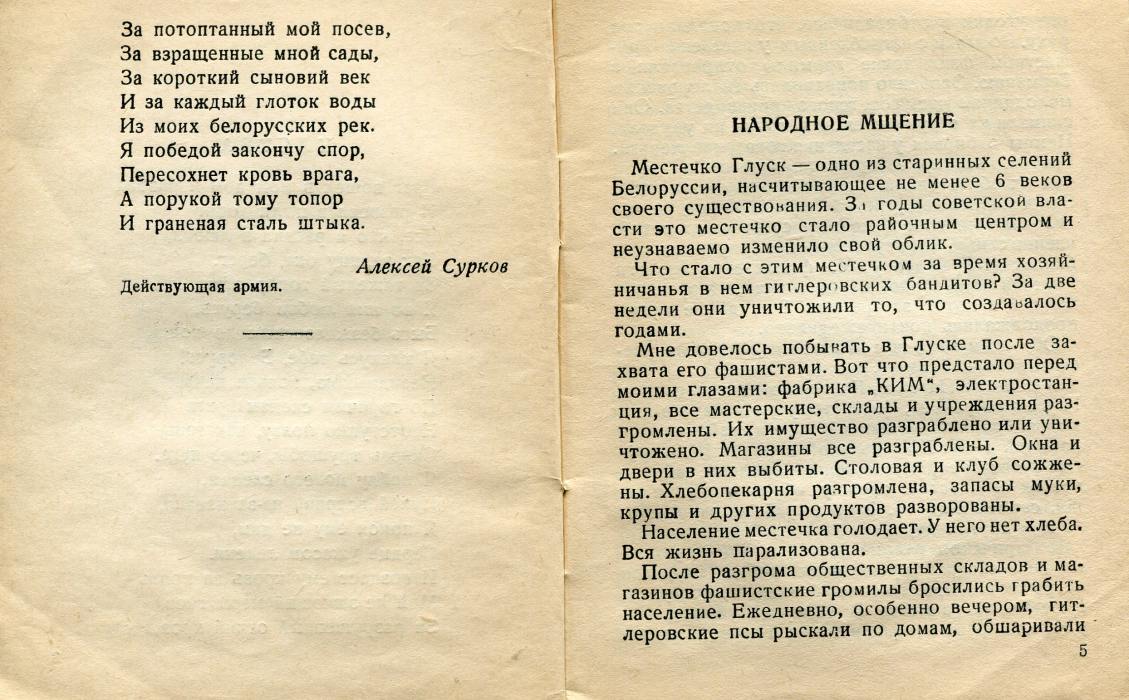 За потоптанный мой посев,
За взращенные мной сады,
За короткий сыновий век
И за каждый глоток воды
Из моих белорусских рек.
Я победой закончу спор,
Пересохнет кровь врага,
А порукой тому топор
И граненая сталь штыка.
Алексей Сурков
Действующая армия.
НАРОДНОЕ МЩЕНИЕ
Местечко Глуск — одно из старинных селений
Белоруссии, насчитывающее не менее 6 веков
своего существования. За годы советской вла-
сти это местечко стало районным центром и
неузнаваемо изменило свой облик.
Что стало с этим местечком за время хозяй-
ничанья в нем гитлеровских бандитов? За две
недели они уничтожили то, что создавалось
годами.
Мне довелось побывать в Глуске после за-
хвата его фашистами. Вот что предстало перед
моими глазами: фабрика „КИМ“, электростан-
ция, все мастерские, склады и учреждения раз-
громлены. Их имущество разграблено или уни-
чтожено. Магазины все разграблены. Окна и
двери в них выбиты. Столовая и клуб сожже-
ны. Хлебопекарня разгромлена, запасы муки,
крупы и других продуктов разворованы.
Население местечка голодает. У него нет хлеба.
Вся жизнь парализована.
После разгрома общественных складов и ма-
газинов фашистские громилы бросились грабить
население. Ежедневно, особенно вечером, гит-
леровские псы рыскали по домам, обшаривали
5